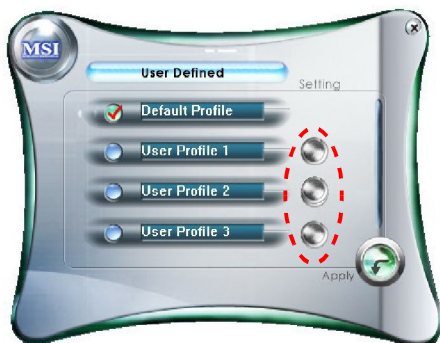 MSI
User Defined
Setting
Default Profile
User Profile 1
User Profile 2
User Profile 3
Apply